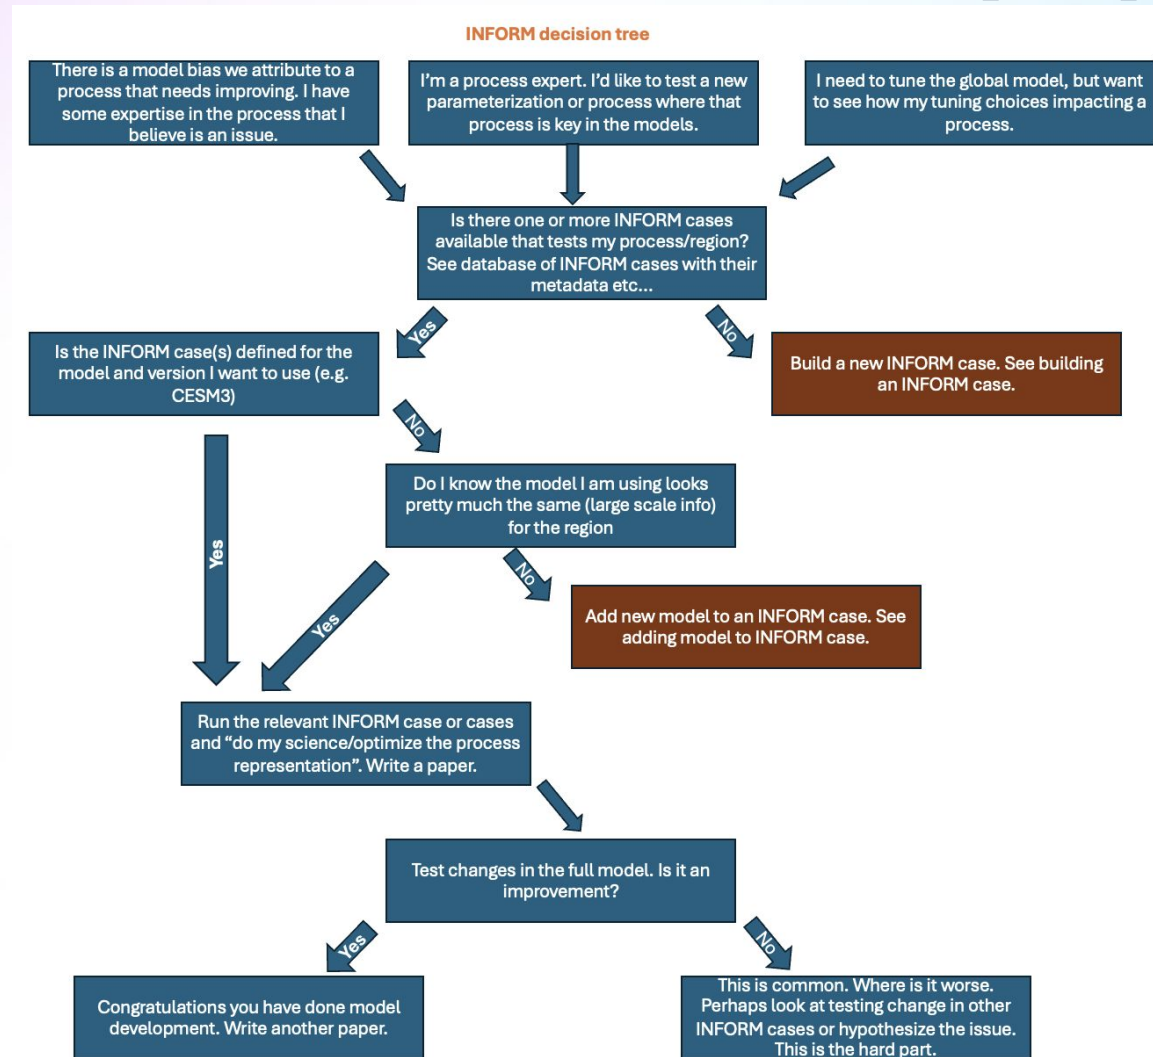 INFORM decision tree
There is a model bias we attribute to a
process that needs improving. I have
some expertise in the process that I
believe is an issue.
I'm a process expert. I'd like to test a new
parameterization or process where that
process is key in the models.
I need to tune the global model, but want
to see how my tuning choices impacting a
process.
Is there one or more INFORM cases
available that tests my process/region?
See database of INFORM cases with their
metadata etc...
Yes
No
Is the INFORM case(s) defined for the
model and version I want to use (e.g.
CESM3)
Build a new INFORM case. See building
an INFORM case.
No
Do I know the model I am using looks
pretty much the same (large scale info)
for the region
Yes
Yes
No
Add new model to an INFORM case. See
adding model to INFORM case.
Run the relevant INFORM case or cases
and “do my science/optimize the process
representation”. Write a paper.
Test changes in the full model. Is it an
improvement?
Yes
No
Congratulations you have done model
development. Write another paper.
This is common. Where is it worse.
Perhaps look at testing change in other
INFORM cases or hypothesize the issue.
This is the hard part.